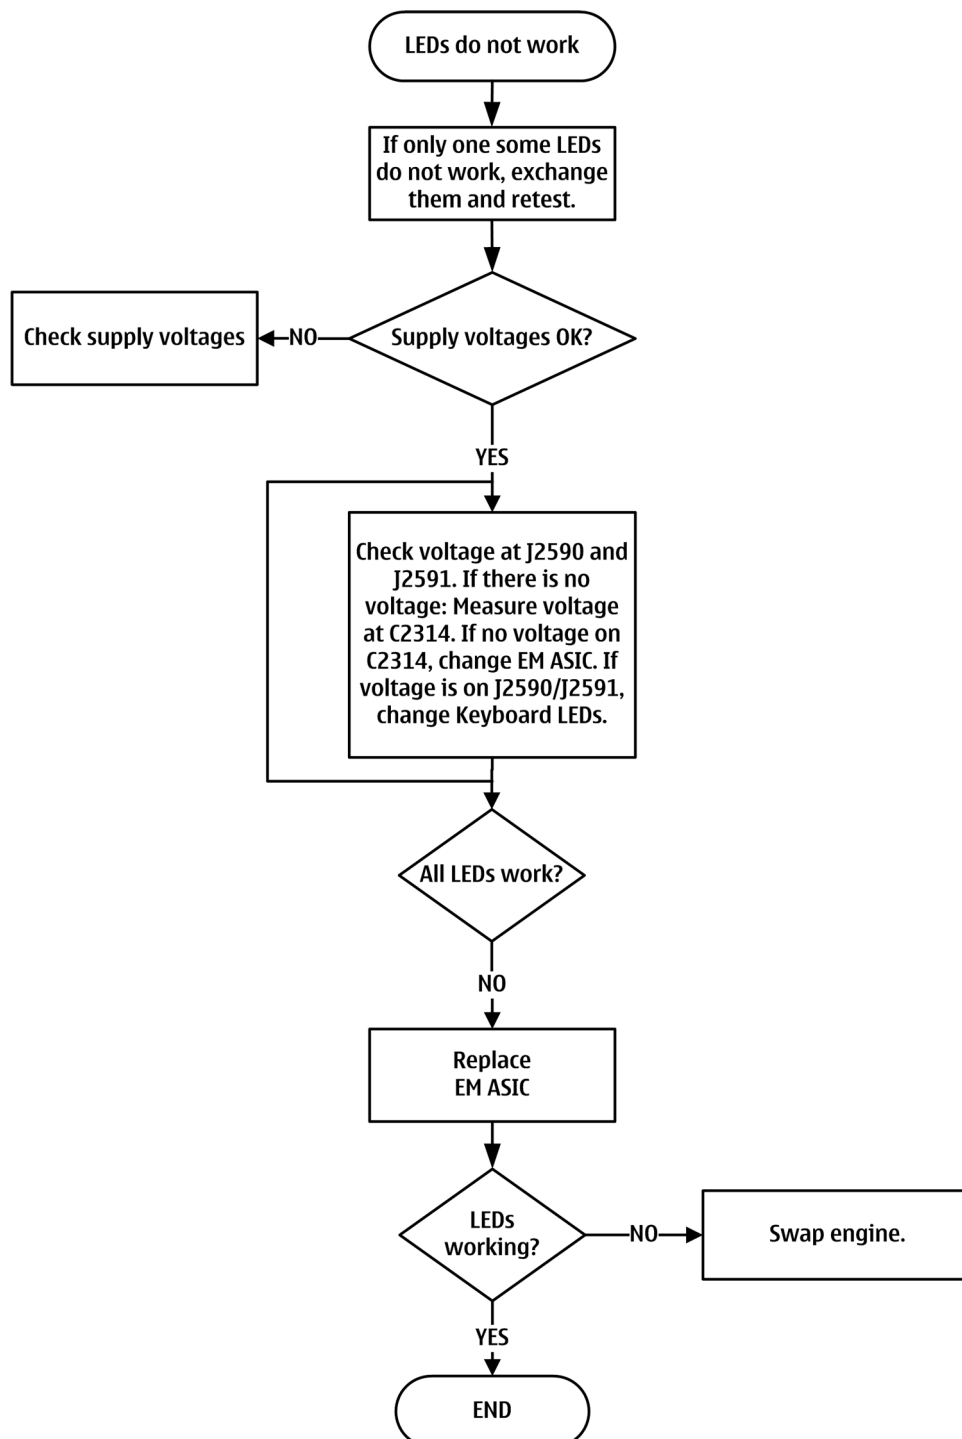 LEDs do not work
If only one some LEDs
do not work, exchange
them and retest.
Check supply voltages
NO
Supply voltages OK?
YES
Check voltage at J2590 and
J2591. If there is no
voltage: Measure voltage
at C2314. If no voltage on
C2314, change EM ASIC. If
voltage is on J2590/J2591,
change Keyboard LEDs.
All LEDs work?
NO
Replace
EM ASIC
LEDs
working?
NO
Swap engine.
YES
END